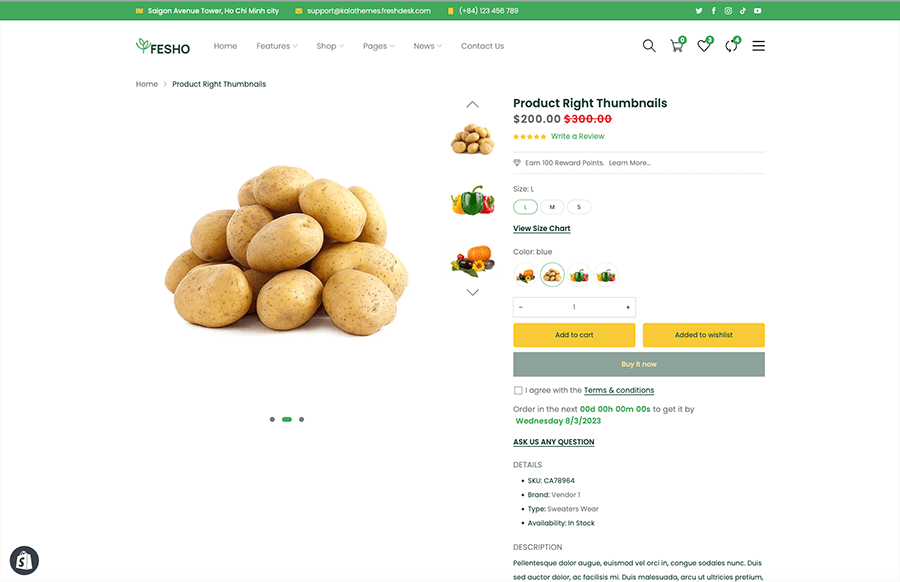 Saigon Avenue Tower, Ho Chi Minh city support@kalathemes.freshdesk.com (+84) 123 456 789
FESHO Home Features Shop Pages News Contact Us 0 3 4
Home > Product Right Thumbnails
Product Right Thumbnails
$200.00 $300.00
Write a Review
Earn 100 Reward Points. Learn More...
Size: L
L M S
View Size Chart
Color: blue
- 1 +
Add to cart Added to wishlist
Buy it now
I agree with the Terms & conditions
Order in the next 00d 00h 00m 00s to get it by
Wednesday 8/3/2023
ASK US ANY QUESTION
DETAILS
• SKU: CA78964
• Brand: Vendor 1
• Type: Sweaters Wear
• Availability: In Stock
DESCRIPTION
Pellentesque dolor augue, euismod vel orci in, congue sodales nunc. Duis
sed auctor dolor, ac facilisis mi. Duis malesuada, arcu ut ultricies pretium,